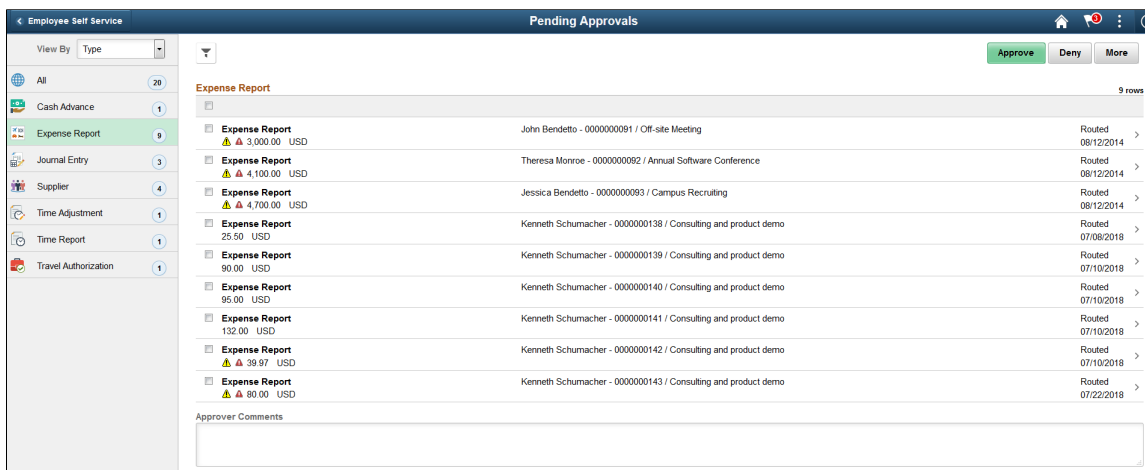 Employee Self Service
Pending Approvals
3
View By Type
Approve Deny More
All 20
Cash Advance 1
Expense Report 9
Journal Entry 3
Supplier 4
Time Adjustment 1
Time Report 1
Travel Authorization 1
Expense Report 9 rows
Expense Report John Bendetto - 0000000091 / Off-site Meeting Routed
3,000.00 USD 08/12/2014
Expense Report Theresa Monroe - 0000000092 / Annual Software Conference Routed
4,100.00 USD 08/12/2014
Expense Report Jessica Bendetto - 0000000093 / Campus Recruiting Routed
4,700.00 USD 08/12/2014
Expense Report Kenneth Schumacher - 0000000138 / Consulting and product demo Routed
25.50 USD 07/08/2018
Expense Report Kenneth Schumacher - 0000000139 / Consulting and product demo Routed
90.00 USD 07/10/2018
Expense Report Kenneth Schumacher - 0000000140 / Consulting and product demo Routed
95.00 USD 07/10/2018
Expense Report Kenneth Schumacher - 0000000141 / Consulting and product demo Routed
132.00 USD 07/10/2018
Expense Report Kenneth Schumacher - 0000000142 / Consulting and product demo Routed
39.97 USD 07/10/2018
Expense Report Kenneth Schumacher - 0000000143 / Consulting and product demo Routed
80.00 USD 07/22/2018
Approver Comments